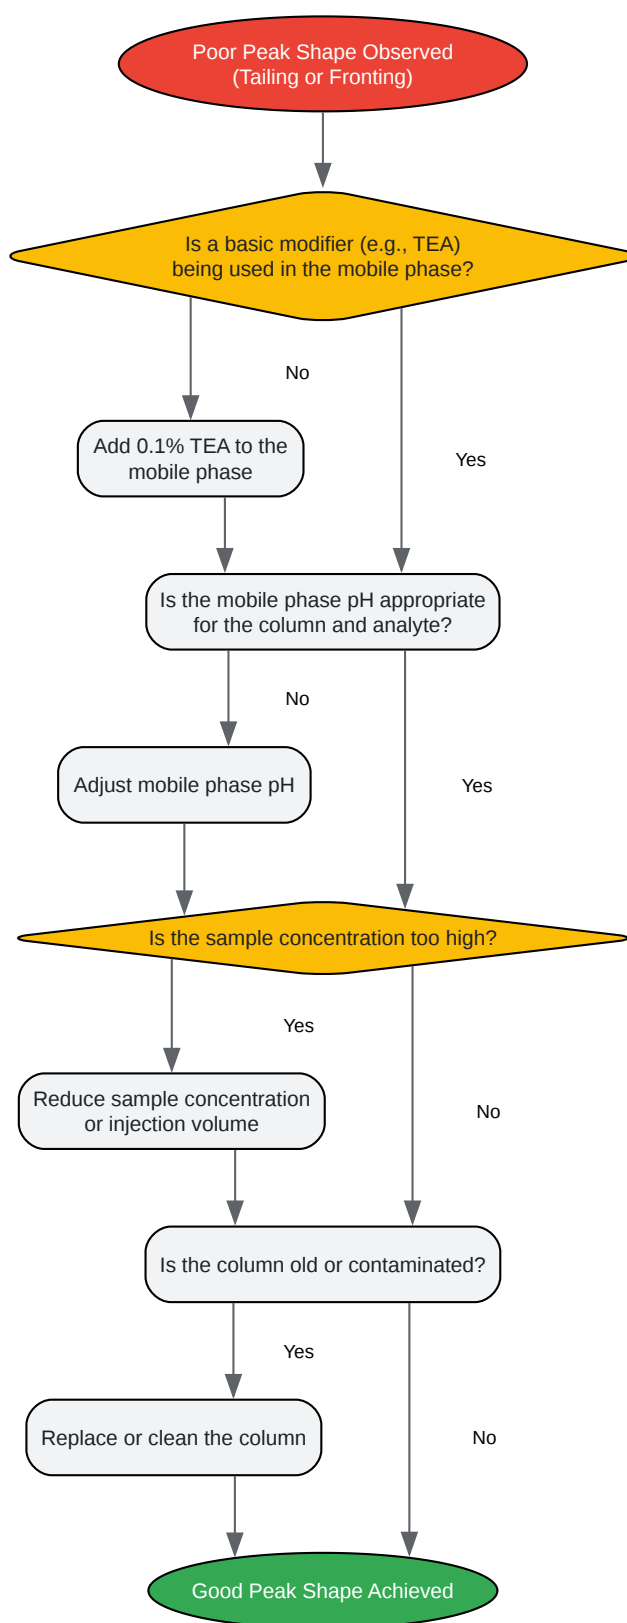 Poor Peak Shape Observed
(Tailing or Fronting)
Is a basic modifier (e.g., TEA)
being used in the mobile phase?
No
Add 0.1% TEA to the
mobile phase
Yes
Is the mobile phase pH appropriate
for the column and analyte?
No
Adjust mobile phase pH
Yes
Is the sample concentration too high?
Yes
Reduce sample concentration
or injection volume
No
Is the column old or contaminated?
Yes
Replace or clean the column
No
Good Peak Shape Achieved